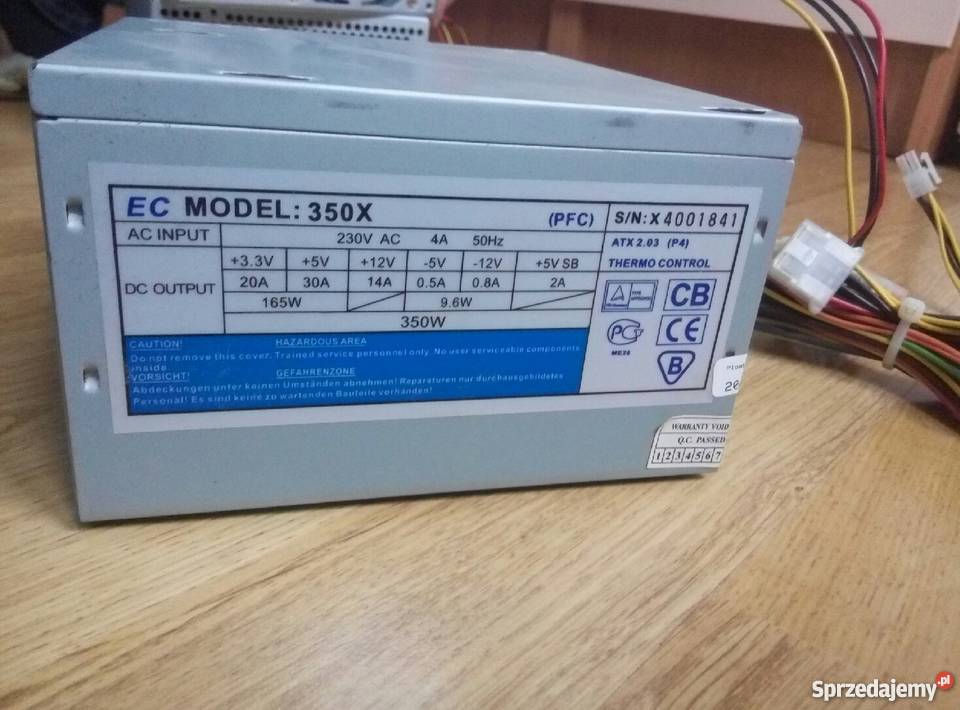 EC MODEL: 350X (PFC) S/N: X4001841
AC INPUT 230V AC 4A 50Hz
ATX 2.03 (P4)
THERMO CONTROL
DC OUTPUT
+3.3V +5V +12V -5V -12V +5V SB
20A 30A 14A 0.5A 0.8A 2A
165W 9.6W
350W
CAUTION! HAZARDOUS AREA
Do not remove this cover. Trained service personnel only. No user serviceable components
inside.
VORSICHT! GEFAHRENZONE
Abdeckungen unter keinen Umständen abnehmen! Reparaturen nur durch ausgebildetes
Personal! Es sind keine zu wartenden Bauteile verhanden!
CB
CE
ME28
B
20
WARRANTY VOID
Q.C. PASSED
1 2 3 4 5 6 7
Sprzedajemy.pl